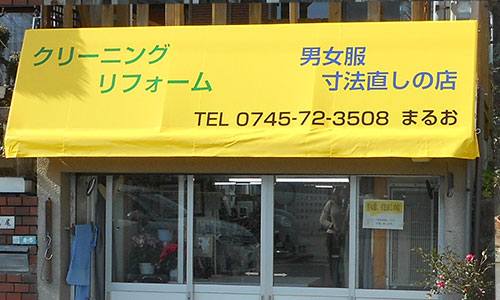 クリーニング
リフォーム
男女服
寸法直しの店
TEL 0745-72-3508 まるお